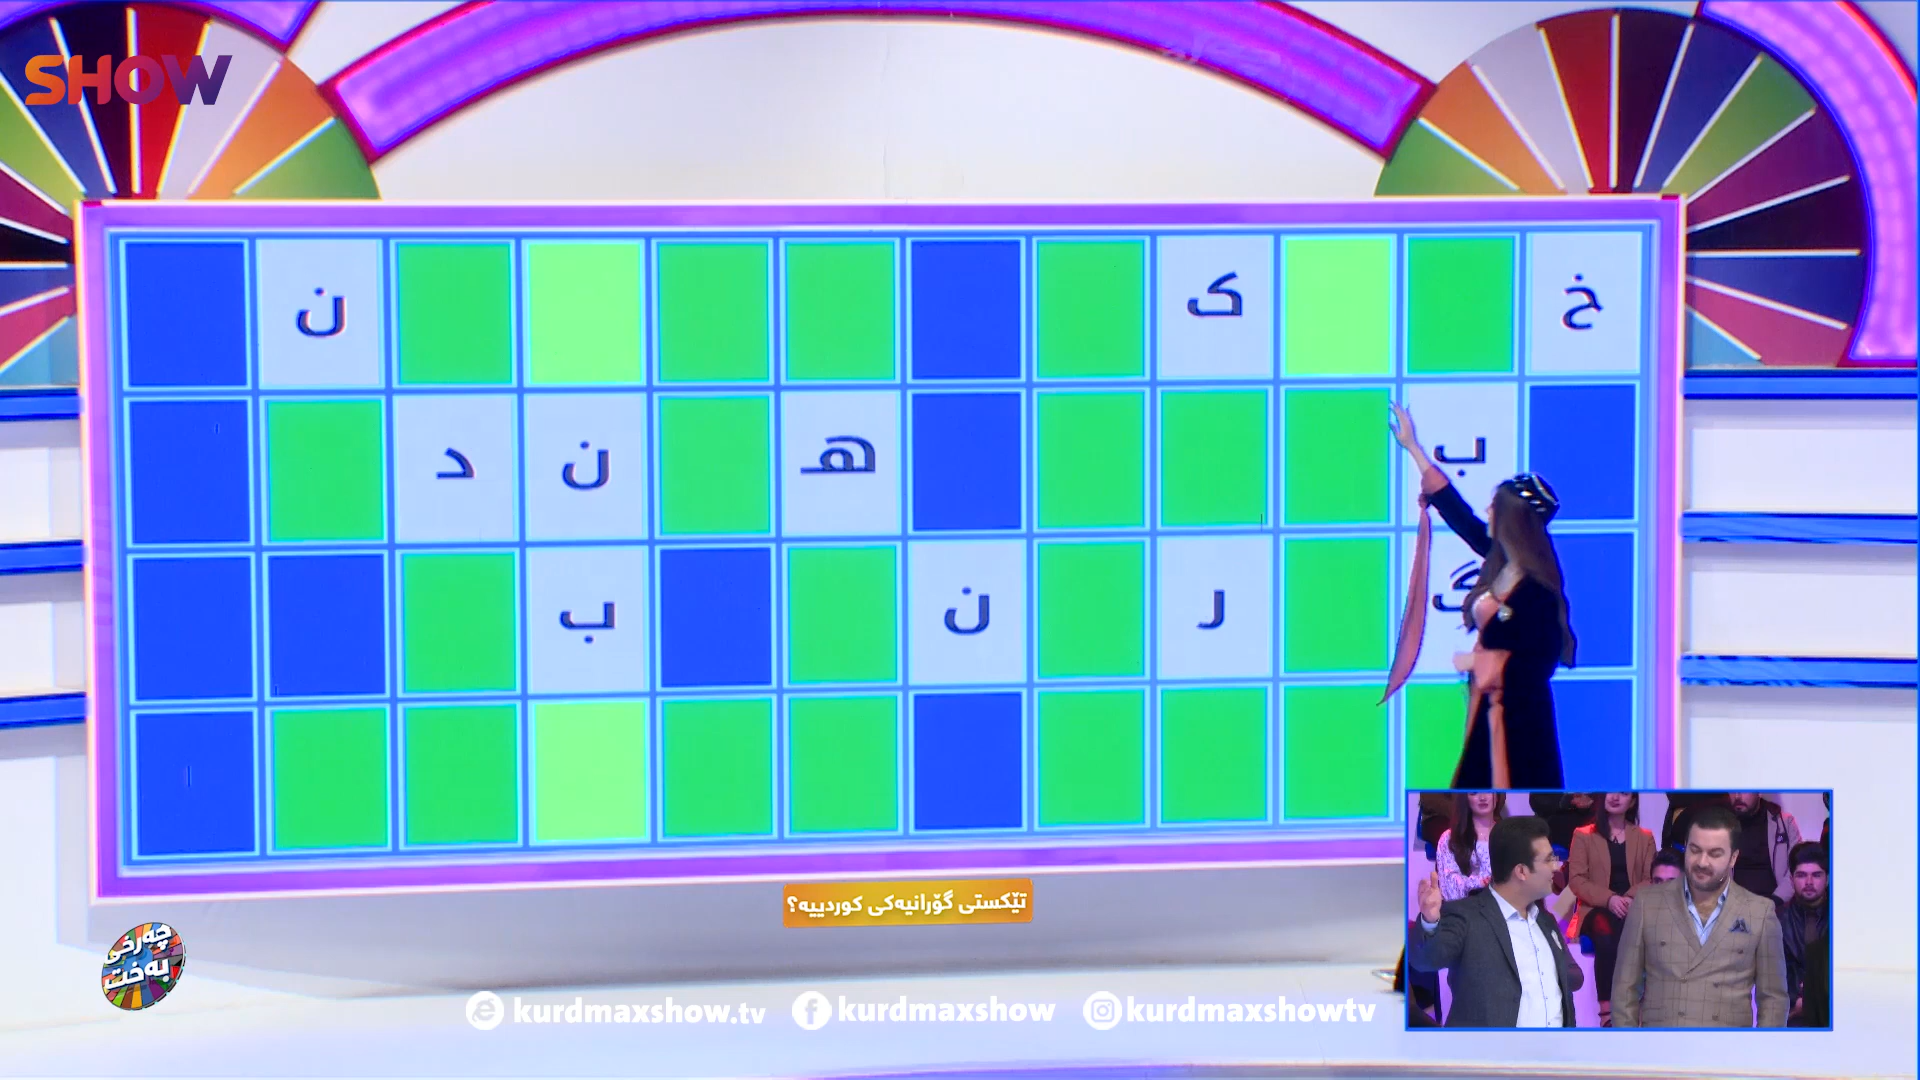 SHOW
خ ک ن
ب هـ ن د
گ ر ن ب
تێکستی گۆرانیەکی کوردییە؟
چەرخی
بەخت
kurdmaxshow.tv kurdmaxshow kurdmaxshowtv